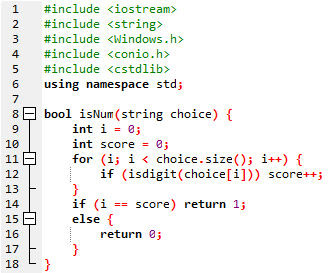 1 #include <iostream>
2 #include <string>
3 #include <Windows.h>
4 #include <conio.h>
5 #include <cstdlib>
6 using namespace std;
7
8 bool isNum(string choice) {
9 int i = 0;
10 int score = 0;
11 for (i; i < choice.size(); i++) {
12 if (isdigit(choice[i])) score++;
13 }
14 if (i == score) return 1;
15 else {
16 return 0;
17 }
18 }